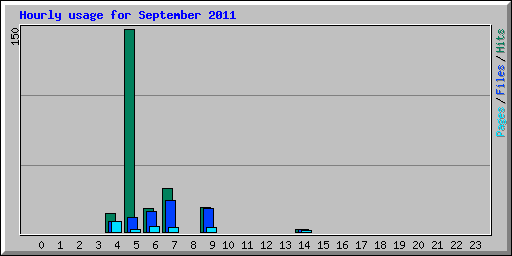 Hourly usage for September 2011
150
Pages/Files/Hits
0 1 2 3 4 5 6 7 8 9 10 11 12 13 14 15 16 17 18 19 20 21 22 23